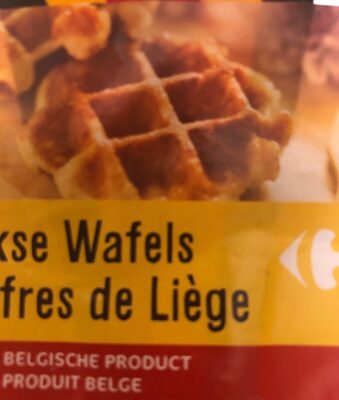 kse Wafels
fres de Liège
BELGISCHE PRODUCT
PRODUIT BELGE